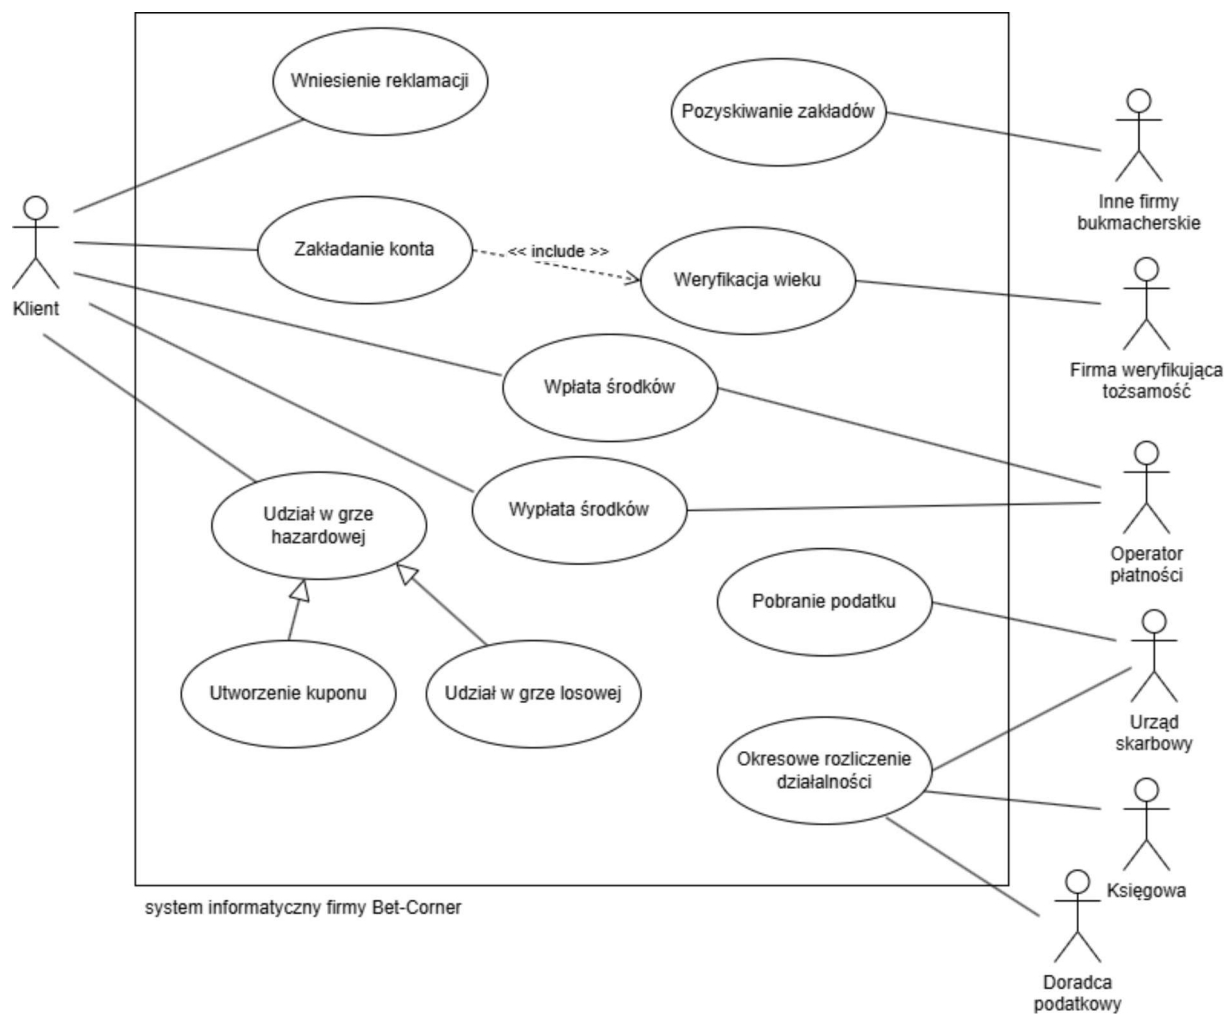 Wniesienie reklamacji
Pozyskiwanie zakładów
Inne firmy
bukmacherskie
Zakładanie konta
<< include >>
Weryfikacja wieku
Klient
Firma weryfikująca
tożsamość
Wpłata środków
Wypłata środków
Udział w grze
hazardowej
Operator
płatności
Pobranie podatku
Utworzenie kuponu
Udział w grze losowej
Urząd
skarbowy
Okresowe rozliczenie
działalności
Księgowa
system informatyczny firmy Bet-Corner
Doradca
podatkowy